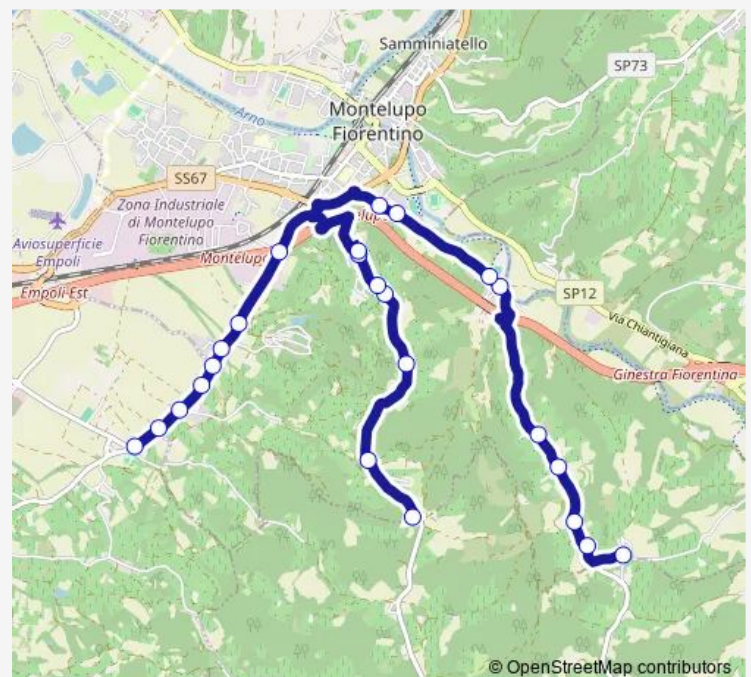 Samminiatello
SP73
Arno
Montelupo
Fiorentino
SS67
Zona Industriale
di Montelupo
Fiorentino
Aviosuperficie
Empoli
Empoli Est
SP12
Via Chiantigiana
Ginestra Fiorentina
© OpenStreetMap contributors